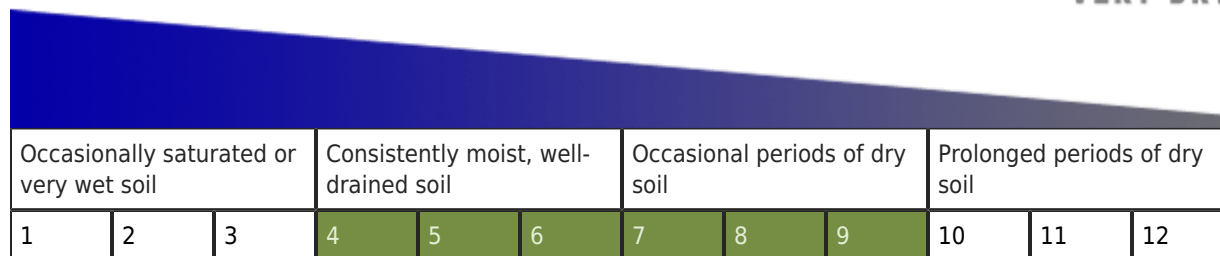 Occasionally saturated or very wet soil
Consistently moist, well-drained soil
Occasional periods of dry soil
Prolonged periods of dry soil
1 2 3 4 5 6 7 8 9 10 11 12